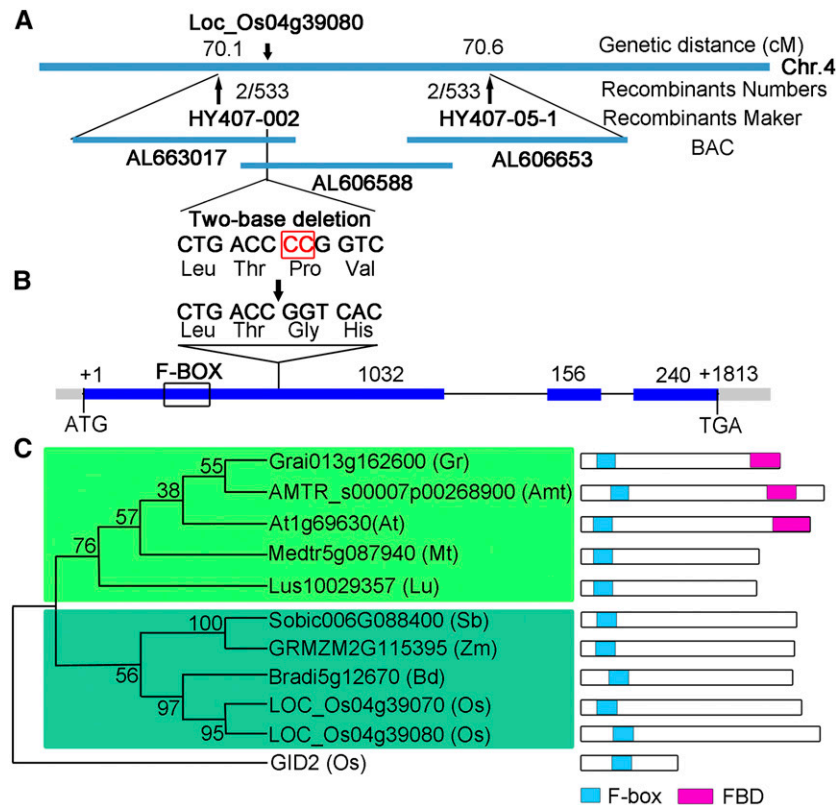 A
Loc_Os04g39080
70.1
70.6
Genetic distance (cM)
Chr.4
2/533
2/533
Recombinants Numbers
HY407-002
HY407-05-1
Recombinants Maker
AL663017
AL606653
BAC
AL606588
Two-base deletion
CTG ACC CCG GTC
Leu Thr Pro Val
B
CTG ACC GGT CAC
Leu Thr Gly His
+1
F-BOX
1032
156
240
+1813
ATG
TGA
C
55
Grai013g162600 (Gr)
38
AMTR_s00007p00268900 (Amt)
57
At1g69630(At)
76
Medtr5g087940 (Mt)
Lus10029357 (Lu)
100
Sobic006G088400 (Sb)
GRMZM2G115395 (Zm)
56
Bradi5g12670 (Bd)
97
LOC_Os04g39070 (Os)
95
LOC_Os04g39080 (Os)
GID2 (Os)
F-box
FBD